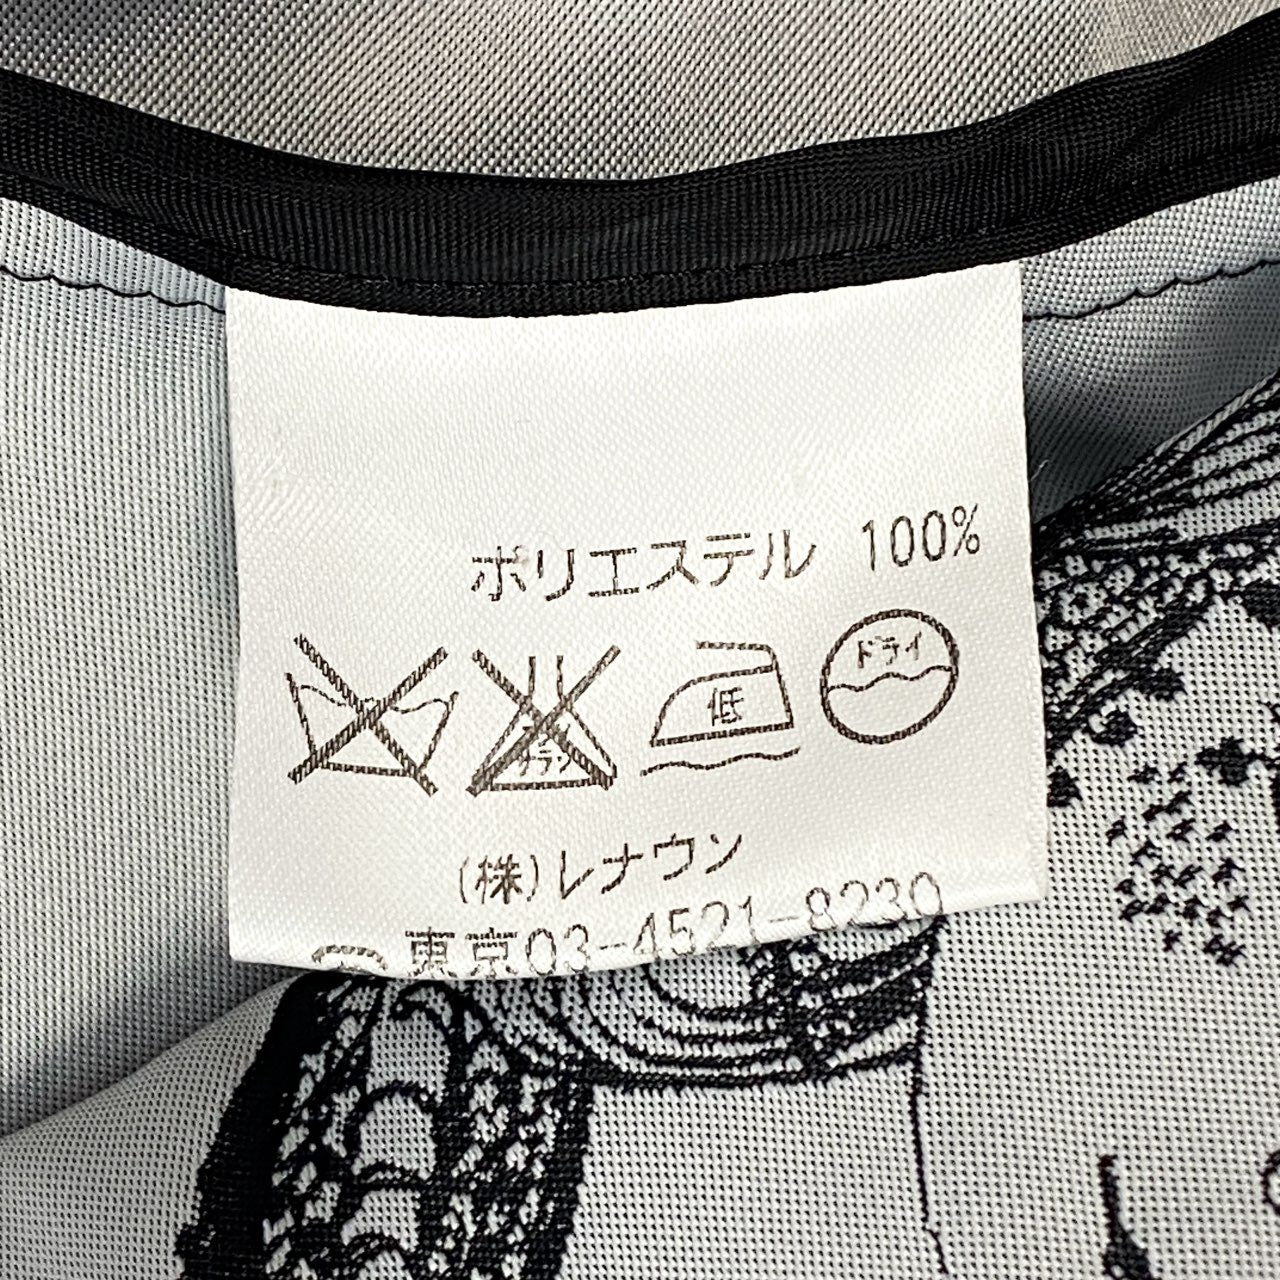 ポリエステル 100%
低 ドライ
(株)レナウン
東京03-4521-8230